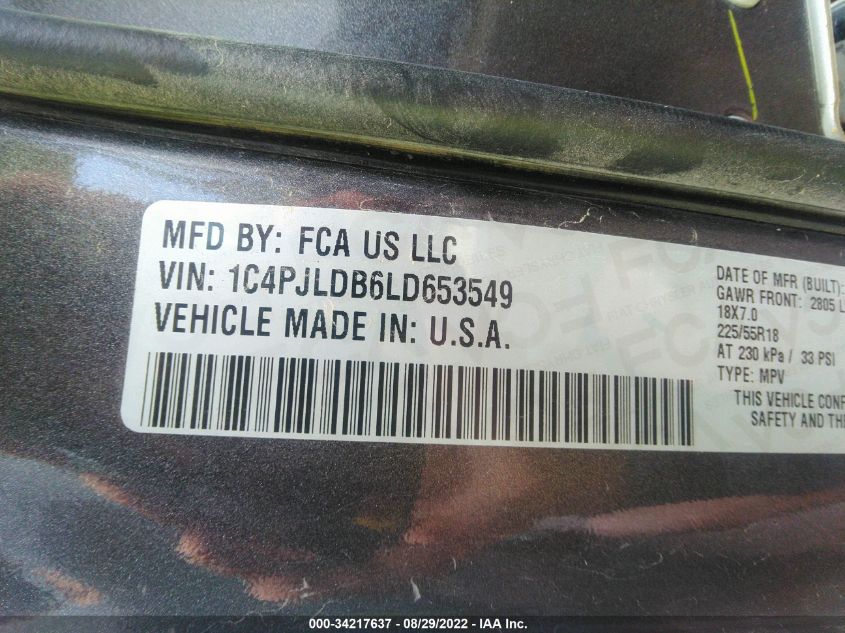 MFD BY: FCA US LLC
VIN: 1C4PJLDB6LD653549
VEHICLE MADE IN: U.S.A.
DATE OF MFR (BUILT):
GAWR FRONT: 2805 L
18X7.0
225/55R18
AT 230 kPa / 33 PSI
TYPE: MPV
THIS VEHICLE CONF
SAFETY AND THE
000-34217637 - 08/29/2022 - IAA Inc.